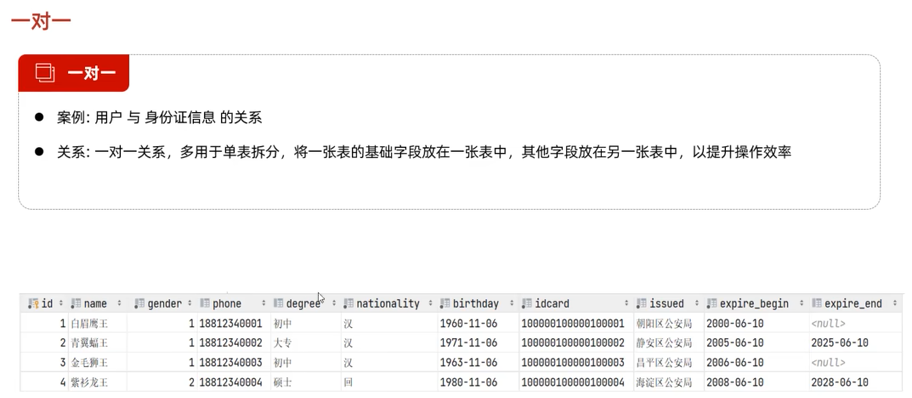 一对一
一对一
● 案例: 用户 与 身份证信息 的关系
● 关系: 一对一关系，多用于单表拆分，将一张表的基础字段放在一张表中，其他字段放在另一张表中，以提升操作效率
id name gender phone degree nationality birthday idcard issued expire_begin expire_end
1 白眉鹰王 1 18812340001 初中 汉 1960-11-06 100000100000100001 朝阳区公安局 2000-06-10 <null>
2 青翼蝠王 1 18812340002 大专 汉 1971-11-06 100000100000100002 静安区公安局 2005-06-10 2025-06-10
3 金毛狮王 1 18812340003 初中 汉 1963-11-06 100000100000100003 昌平区公安局 2006-06-10 <null>
4 紫衫龙王 2 18812340004 硕士 回 1980-11-06 100000100000100004 海淀区公安局 2008-06-10 2028-06-10